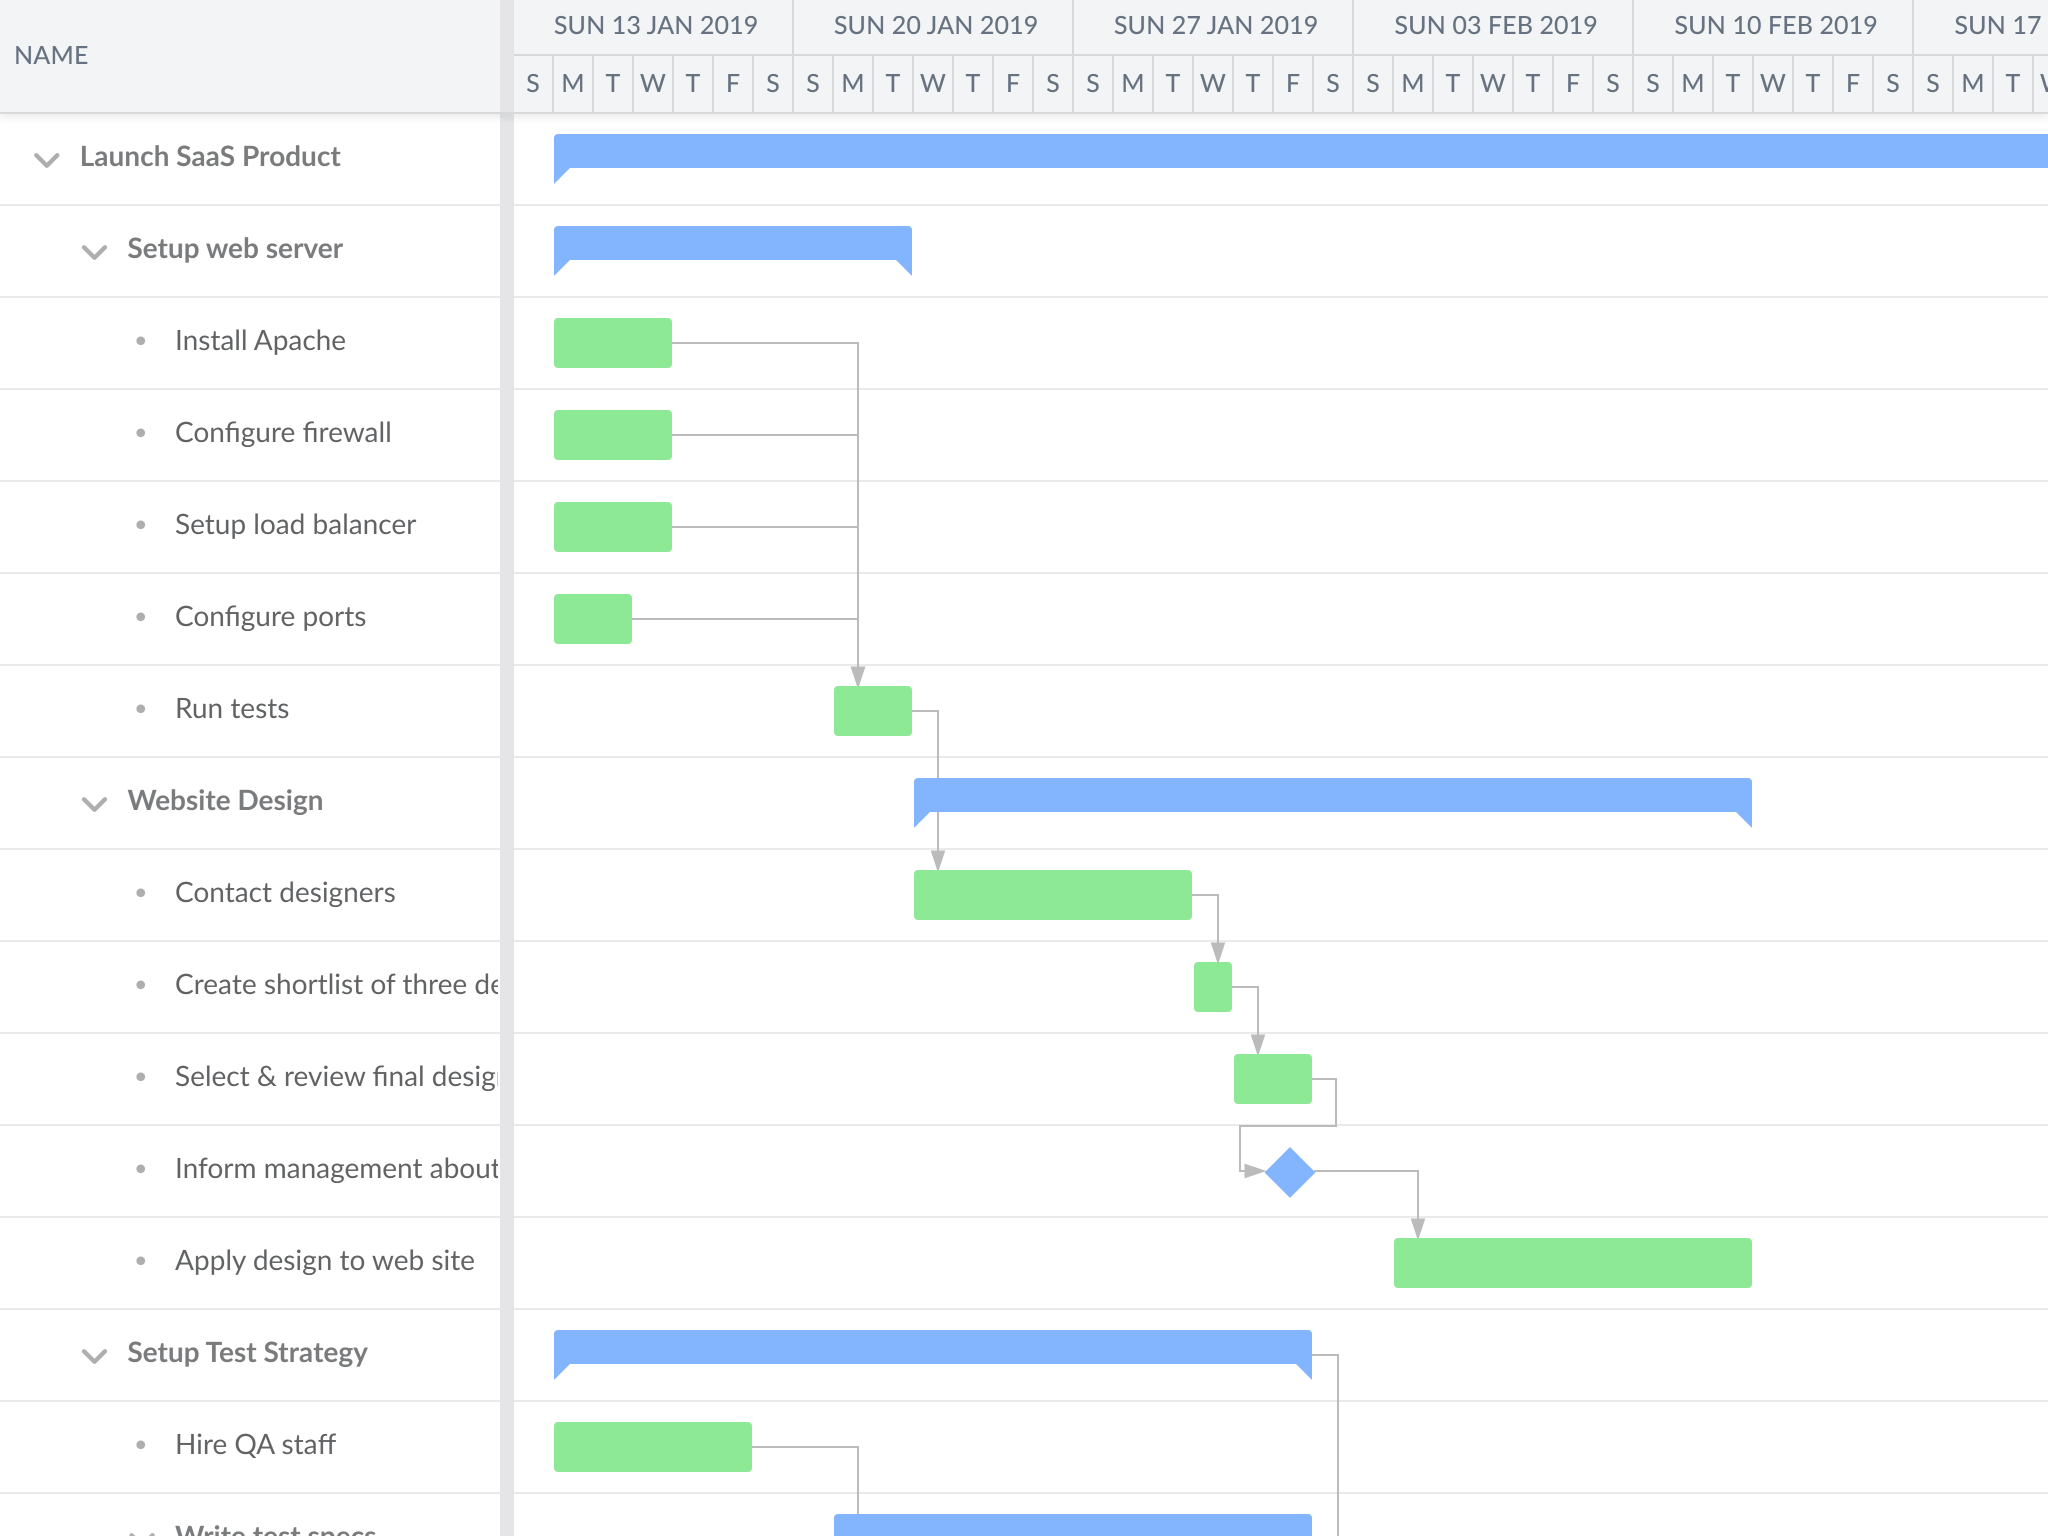 NAME
SUN 13 JAN 2019 SUN 20 JAN 2019 SUN 27 JAN 2019 SUN 03 FEB 2019 SUN 10 FEB 2019 SUN 17
S M T W T F S S M T W T F S S M T W T F S S M T W T F S S M T W T F S S M T
Launch SaaS Product
Setup web server
Install Apache
Configure firewall
Setup load balancer
Configure ports
Run tests
Website Design
Contact designers
Create shortlist of three de
Select & review final desig
Inform management about
Apply design to web site
Setup Test Strategy
Hire QA staff
Write test specs